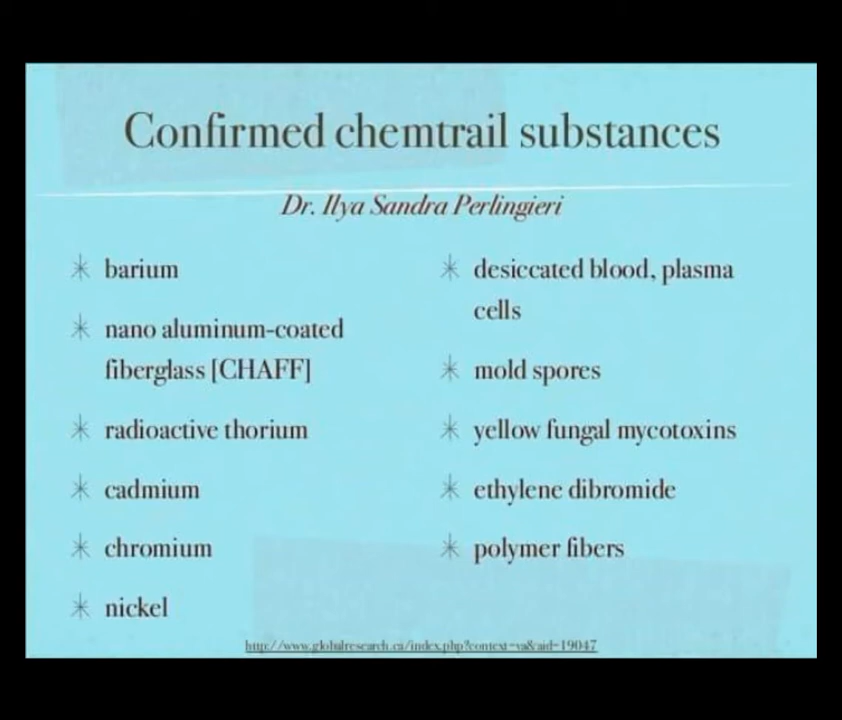 Confirmed chemtrail substances
Dr. Ilya Sandra Perlingieri
barium
nano aluminum-coated
fiberglass [CHAFF]
radioactive thorium
cadmium
chromium
nickel
desiccated blood, plasma
cells
mold spores
yellow fungal mycotoxins
ethylene dibromide
polymer fibers
http://www.globalresearch.ca/index.php?context=va&aid=19047